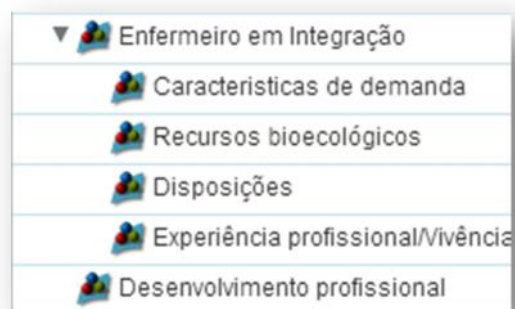 Enfermeiro em Integração
Caracteristicas de demanda
Recursos bioecológicos
Disposições
Experiência profissional/Vivência
Desenvolvimento profissional